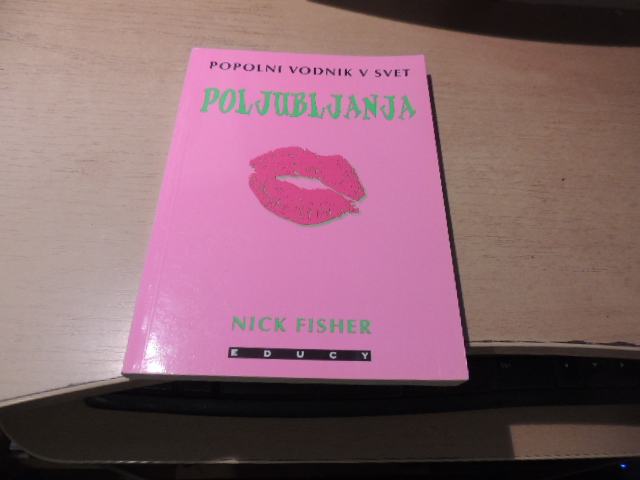 POPOLNI VODNIK V SVET
POLJUBLJANJA
NICK FISHER
EDUCY